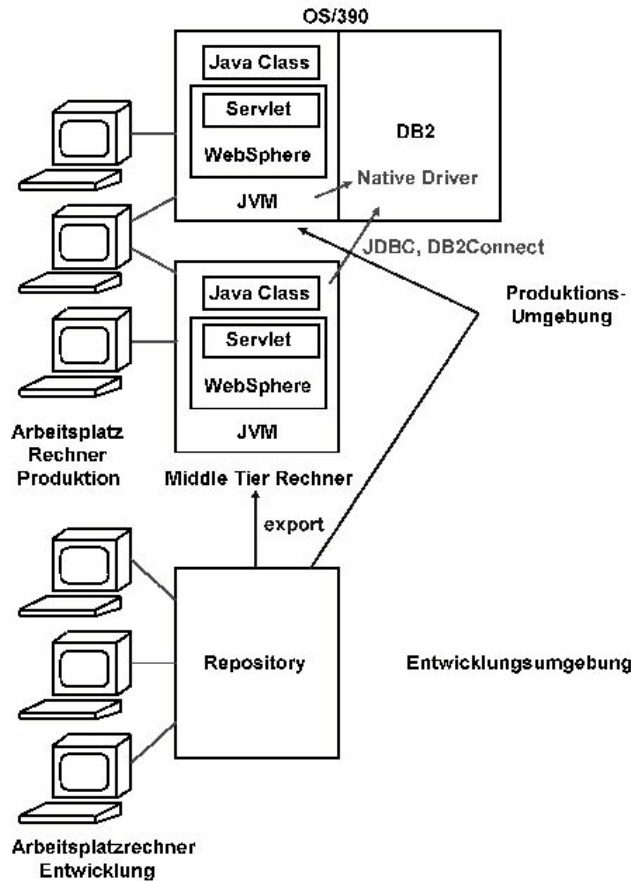 OS/390
Java Class
Servlet
WebSphere
JVM
DB2
Native Driver
JDBC, DB2Connect
Java Class
Servlet
WebSphere
JVM
Produktions-
Umgebung
Arbeitsplatz
Rechner
Produktion
Middle Tier Rechner
export
Repository
Entwicklungsumgebung
Arbeitsplatzrechner
Entwicklung